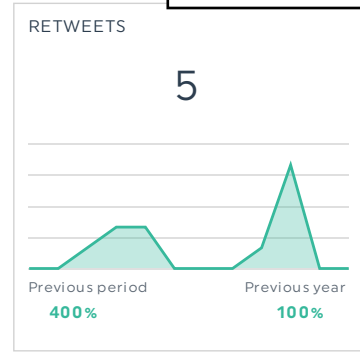 RETWEETS
5
Previous period
Previous year
400%
100%